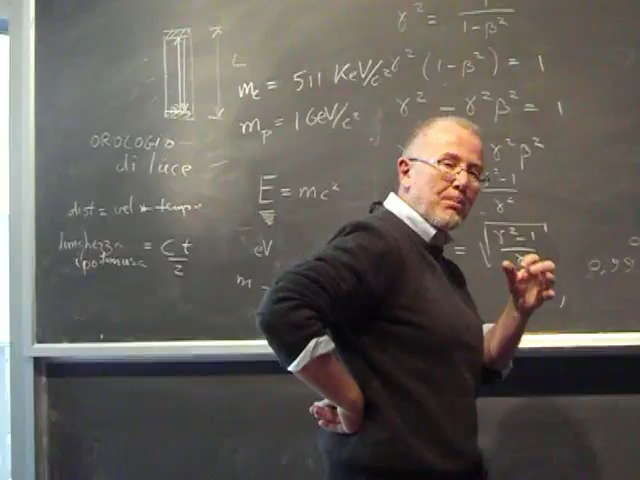 L
OROLOGIO
di luce
dist = vel × tempo
lunghezza
ipotenusa = ct/2
mₑ = 511 KeV/c²
mₚ = 1 GeV/c²
E = mc²
eV
m =
γ² = 1/(1-β²)
γ² (1-β²) = 1
γ² - γ²β² = 1
γ²β²
γ²-1
γ²
= √(γ²-1)
0,99